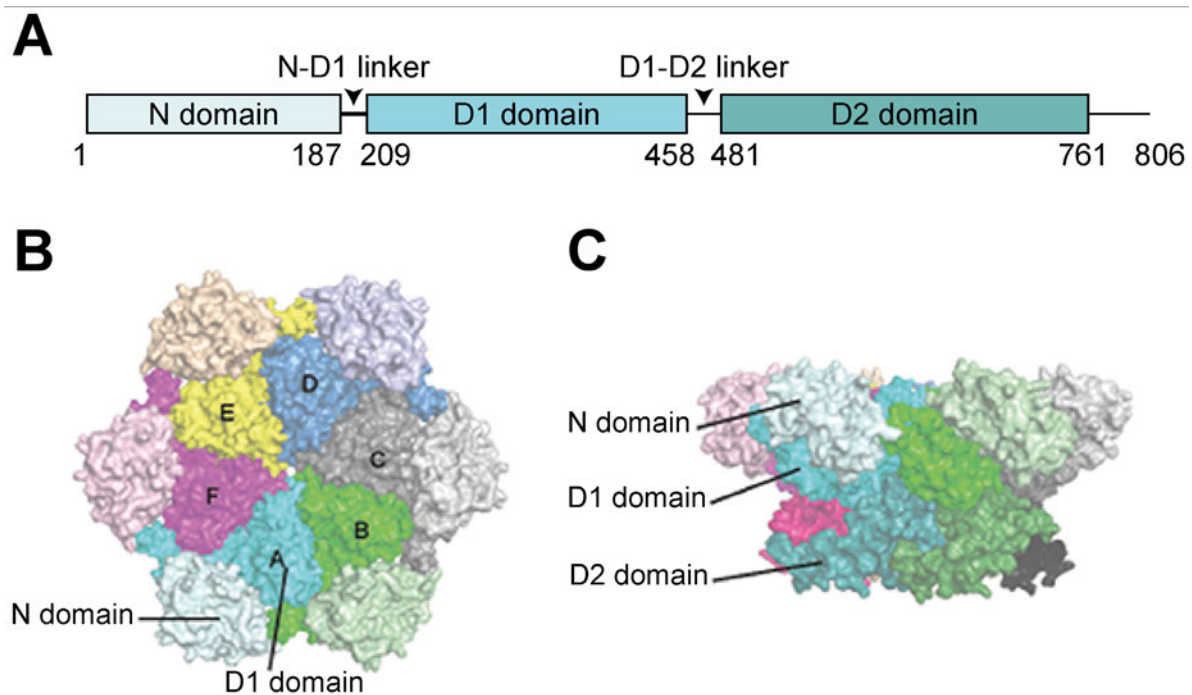 A
N-D1 linker D1-D2 linker
N domain D1 domain D2 domain
1 187 209 458 481 761 806
B
D
E
C
F
B
A
N domain
D1 domain
C
N domain
D1 domain
D2 domain